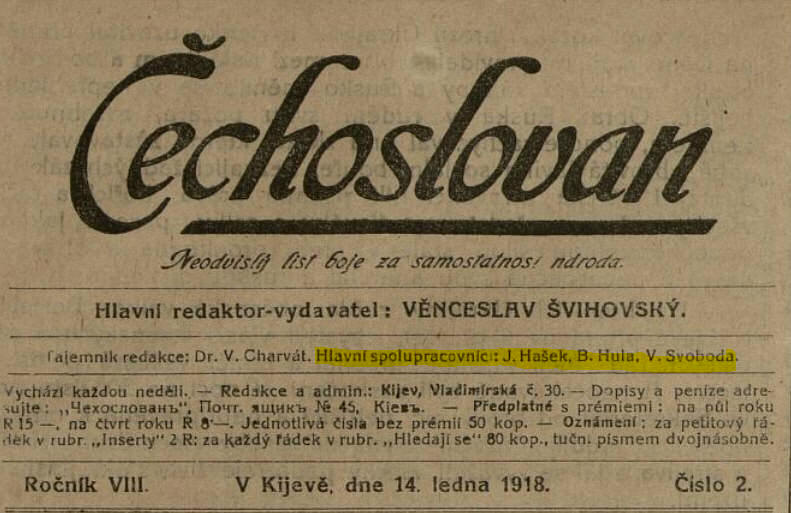 Čechoslovan
Neodvislý list boje za samostatnost národa.
Hlavní redaktor-vydavatel: VĚNCESLAV ŠVIHOVSKÝ.
Tajemník redakce: Dr. V. Charvát. Hlavní spolupracovníci: J. Hašek, B. Hula, V. Svoboda.
Vychází každou neděli. — Redakce a admin.: Kijev, Vladimírská č. 30. — Dopisy a peníze adre-
sujte: „Чехословань", Почт. ящикъ № 45, Кіевъ. — Předplatné s prémiemi: na půl roku
R 15 —, na čtvrt roku R 8'—. Jednotlivá čísla bez prémií 50 kop. — Oznámení: za petitový řá-
dek v rubr. „Inserty" 2 R: za každý řádek v rubr. „Hledají se" 80 kop., tuční písmem dvojnásobně.
Ročník VIII. V Kijevě, dne 14. ledna 1918. Číslo 2.